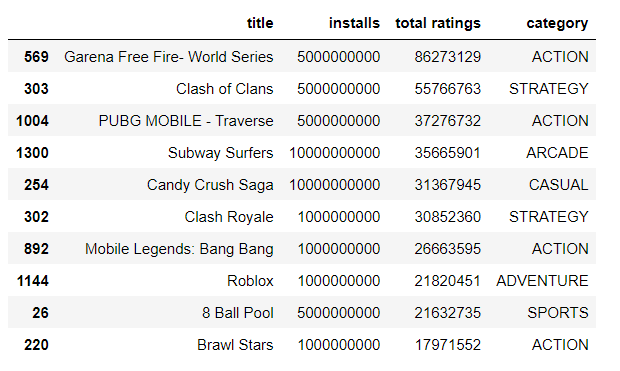 title installs total ratings category
569 Garena Free Fire- World Series 5000000000 86273129 ACTION
303 Clash of Clans 5000000000 55766763 STRATEGY
1004 PUBG MOBILE - Traverse 5000000000 37276732 ACTION
1300 Subway Surfers 10000000000 35665901 ARCADE
254 Candy Crush Saga 10000000000 31367945 CASUAL
302 Clash Royale 1000000000 30852360 STRATEGY
892 Mobile Legends: Bang Bang 1000000000 26663595 ACTION
1144 Roblox 1000000000 21820451 ADVENTURE
26 8 Ball Pool 5000000000 21632735 SPORTS
220 Brawl Stars 1000000000 17971552 ACTION